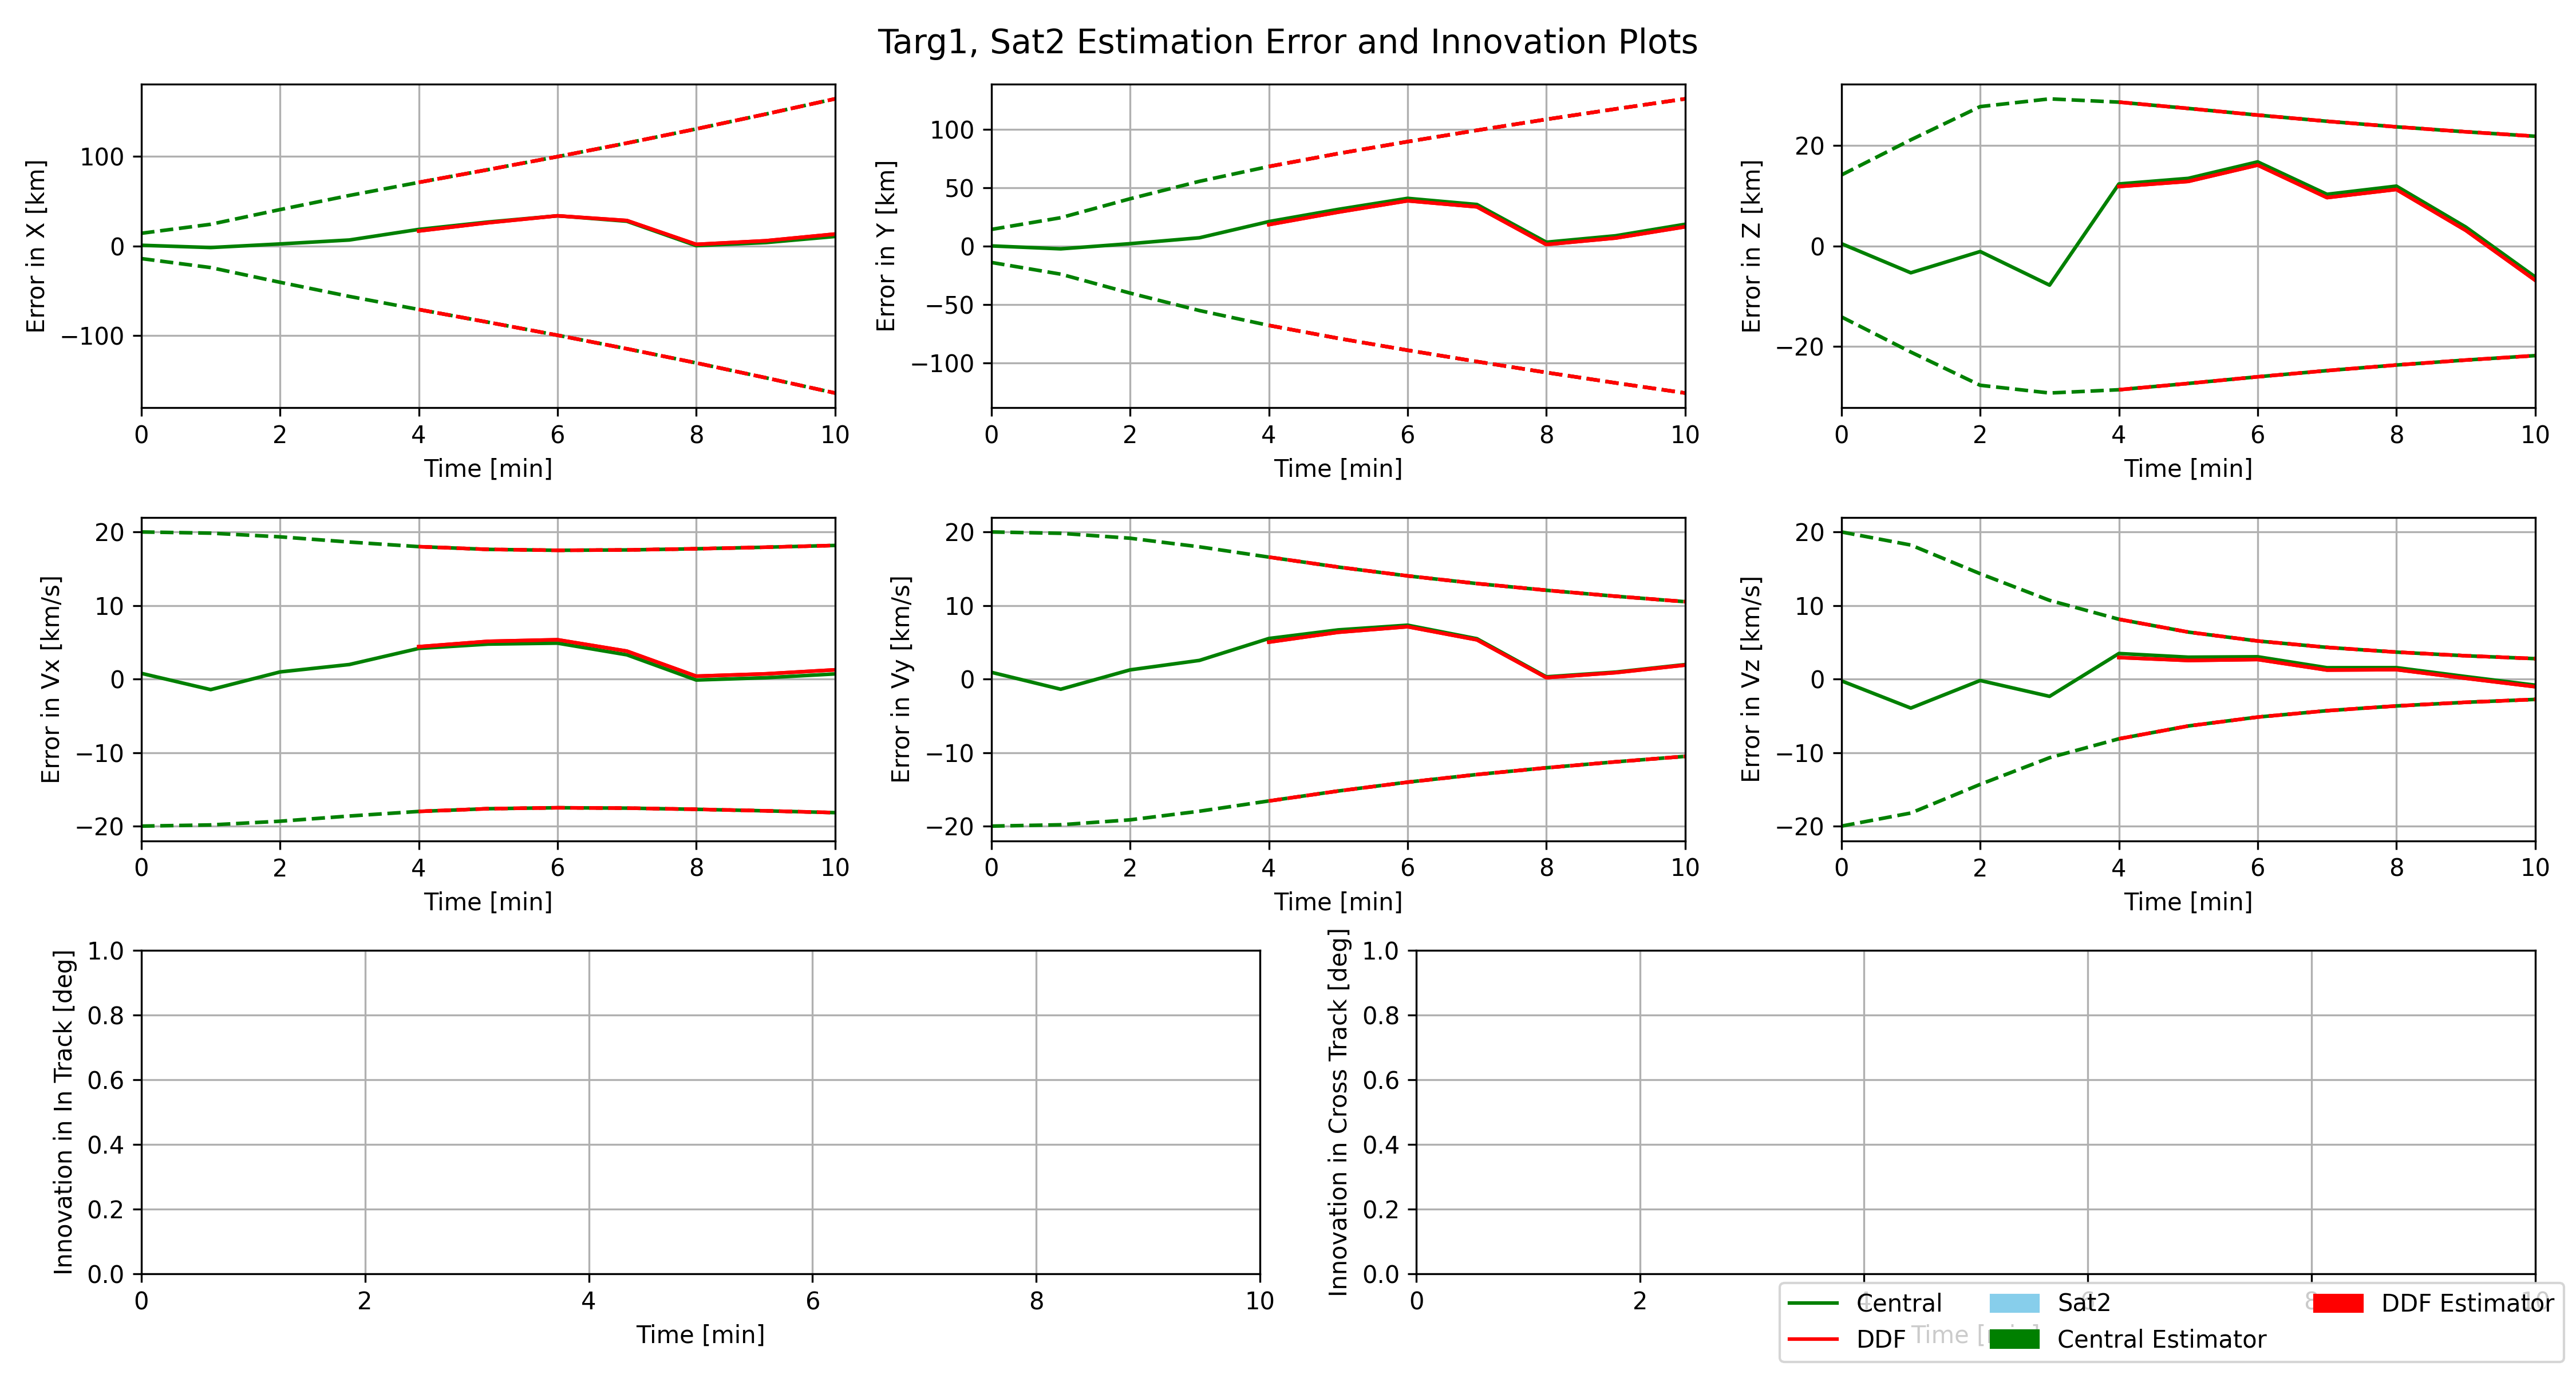 Targ1, Sat2 Estimation Error and Innovation Plots
Error in X [km]
100
0
−100
0 2 4 6 8 10
Time [min]
Error in Y [km]
100
50
0
−50
−100
0 2 4 6 8 10
Time [min]
Error in Z [km]
20
0
−20
0 2 4 6 8 10
Time [min]
Error in Vx [km/s]
20
10
0
−10
−20
0 2 4 6 8 10
Time [min]
Error in Vy [km/s]
20
10
0
−10
−20
0 2 4 6 8 10
Time [min]
Error in Vz [km/s]
20
10
0
−10
−20
0 2 4 6 8 10
Time [min]
Innovation in In Track [deg]
1.0
0.8
0.6
0.4
0.2
0.0
0 2 4 6 8 10
Time [min]
Innovation in Cross Track [deg]
1.0
0.8
0.6
0.4
0.2
0.0
0 2
Time
Central
DDF
Sat2
Central Estimator
DDF Estimator